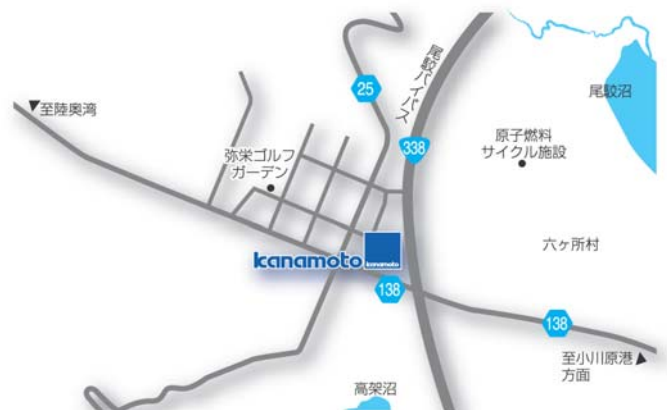 尾駮バイパス
25
尾駮沼
至陸奥湾
338
原子燃料
サイクル施設
弥栄ゴルフ
ガーデン
六ヶ所村
kanamoto
kanamoto
138
138
至小川原港
方面
高架沼